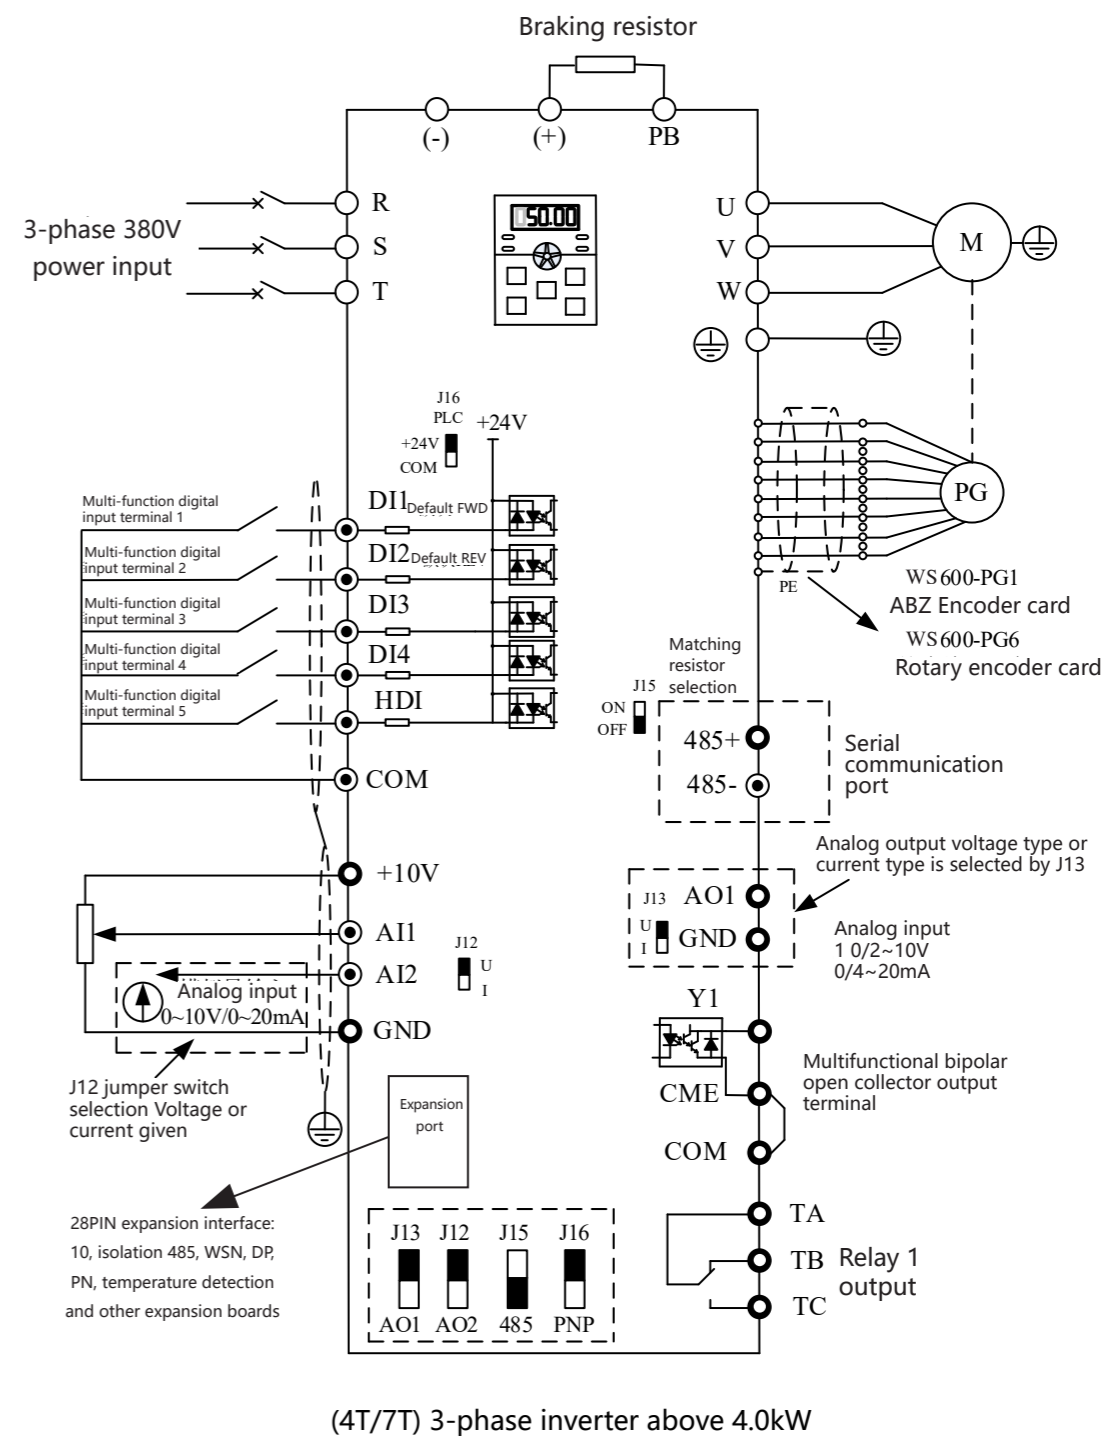 Braking resistor
(-)
(+)
PB
3-phase 380V
power input
R
S
T
50.00
U
V
W
M
J16
PLC
+24V
+24V
COM
Multi-function digital
input terminal 1
DI1
Default FWD
Multi-function digital
input terminal 2
DI2
Default REV
Multi-function digital
input terminal 3
DI3
Multi-function digital
input terminal 4
DI4
Multi-function digital
input terminal 5
HDI
COM
PG
PE
WS600-PG1
ABZ Encoder card
WS600-PG6
Rotary encoder card
Matching
resistor
selection
J15
ON
OFF
485+
485-
Serial
communication
port
Analog output voltage type or
current type is selected by J13
J13
U
I
AO1
GND
Analog input
1 0/2~10V
0/4~20mA
+10V
AI1
AI2
J12
U
I
Analog input
0~10V/0~20mA
GND
J12 jumper switch
selection Voltage or
current given
Y1
CME
COM
Multifunctional bipolar
open collector output
terminal
Expansion
port
28PIN expansion interface:
10, isolation 485, WSN, DP,
PN, temperature detection
and other expansion boards
J13 J12 J15 J16
AO1 AO2 485 PNP
TA
TB
TC
Relay 1
output
(4T/7T) 3-phase inverter above 4.0kW